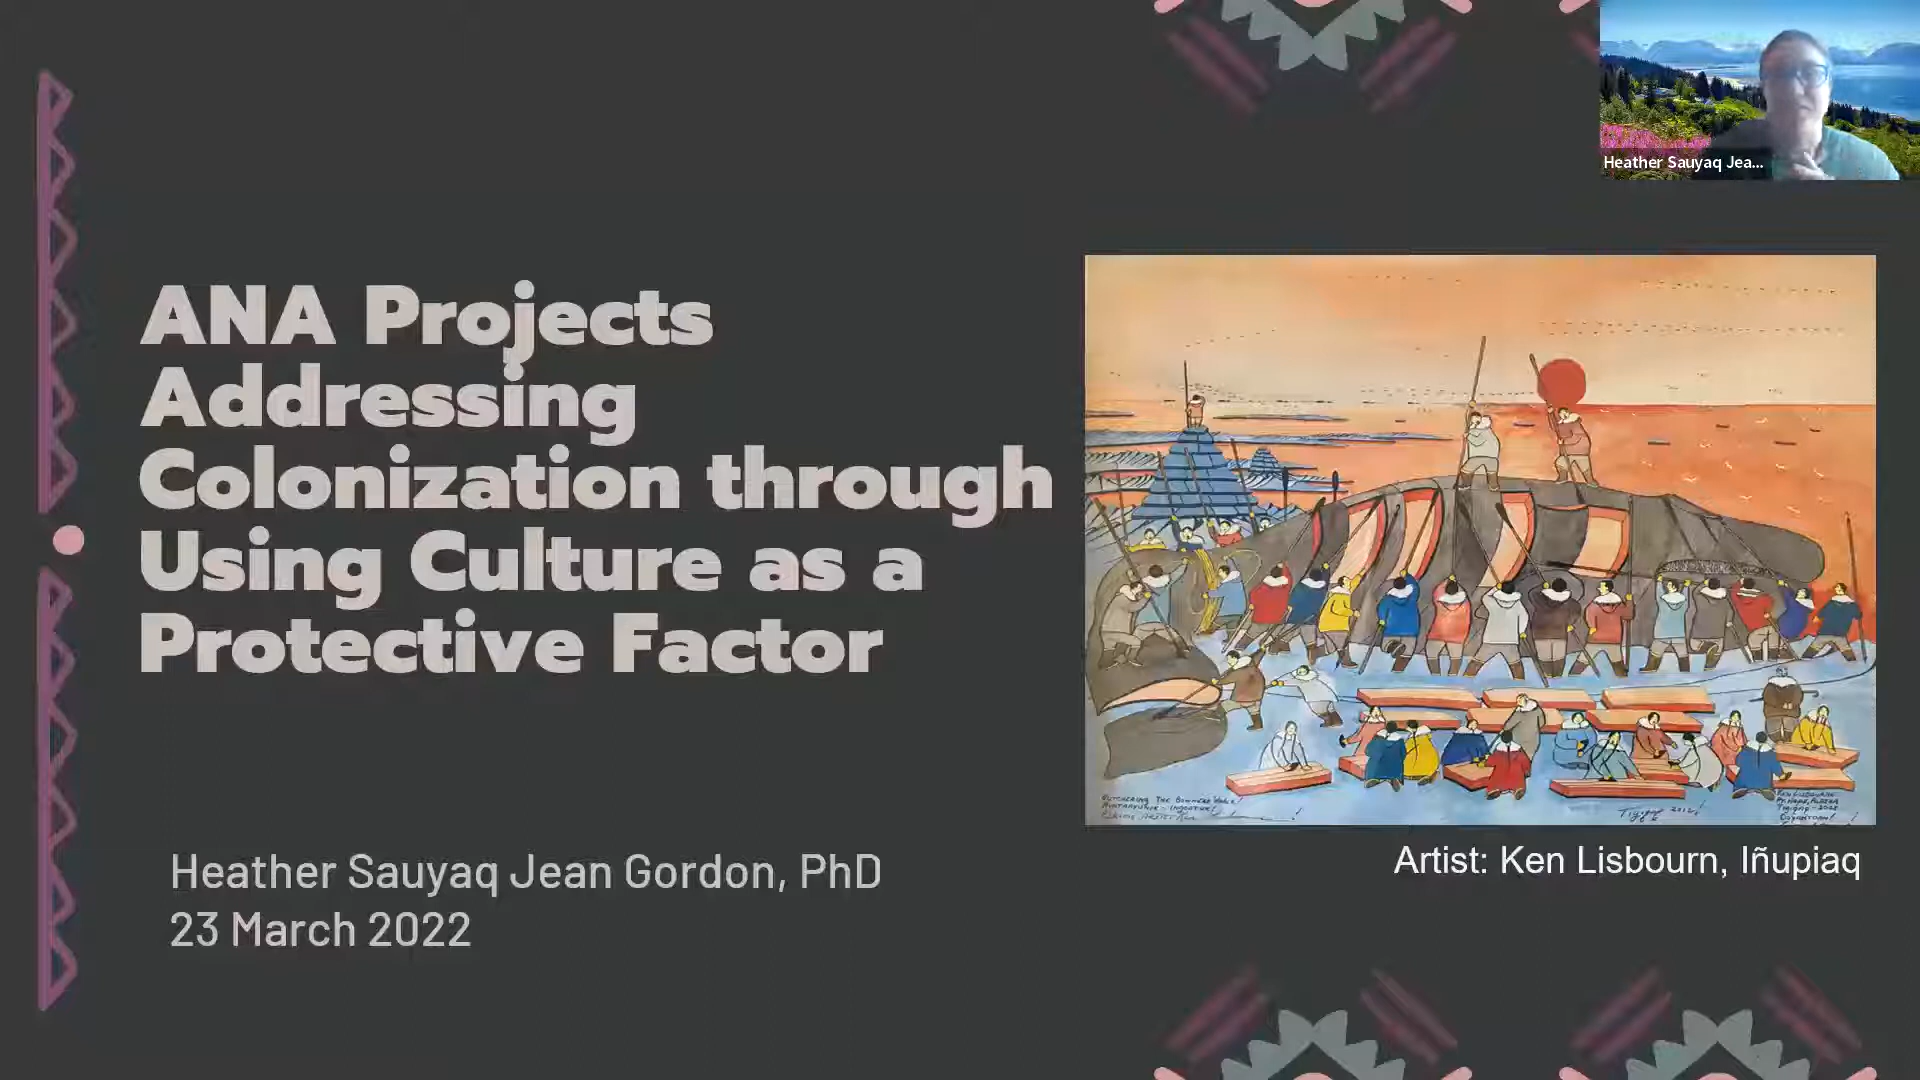 Heather Sauyaq Jea...
ANA Projects
Addressing
Colonization through
Using Culture as a
Protective Factor
Artist: Ken Lisbourn, Iñupiaq
Heather Sauyaq Jean Gordon, PhD
23 March 2022